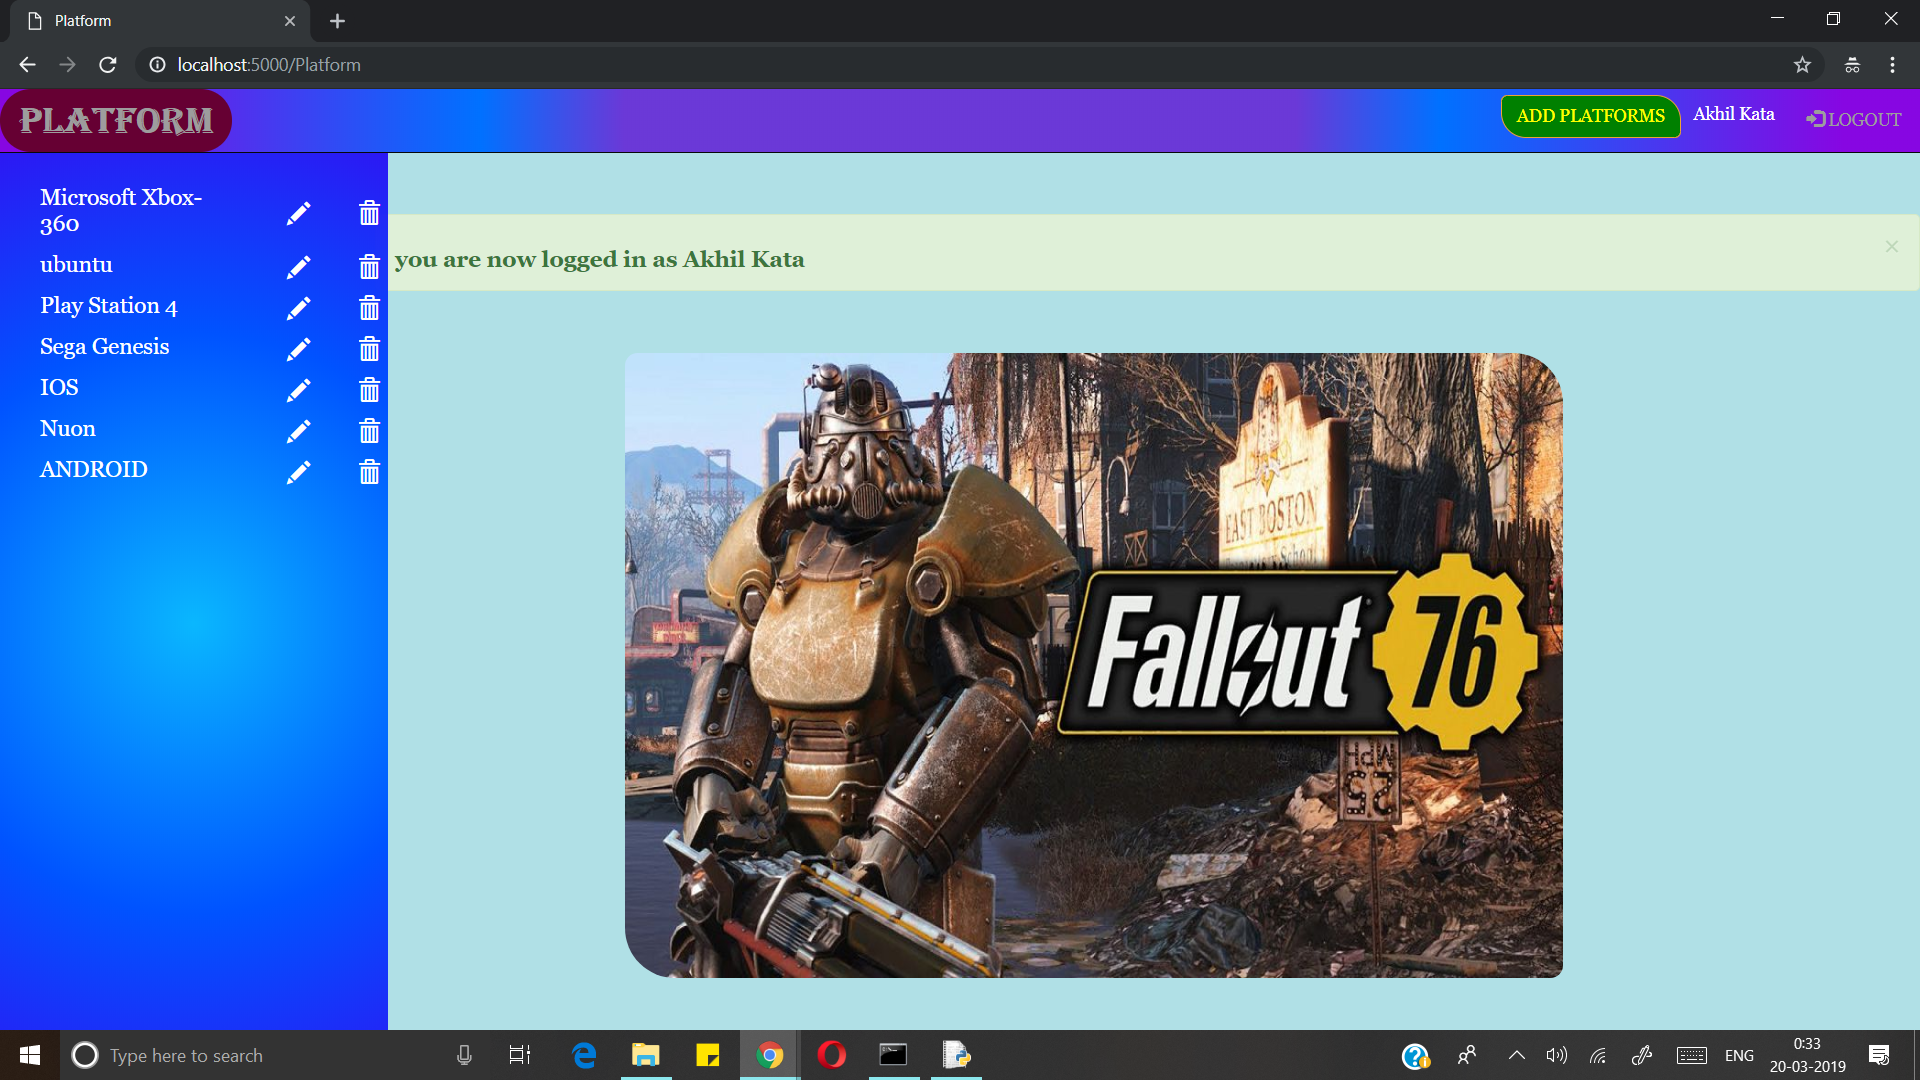 Platform
localhost:5000/Platform
PLATFORM
ADD PLATFORMS
Akhil Kata
LOGOUT
Microsoft Xbox-
360
ubuntu
Play Station 4
Sega Genesis
IOS
Nuon
ANDROID
you are now logged in as Akhil Kata
×
EAST BOSTON
Fallout 76
MPH
25
Type here to search
ENG
0:33
20-03-2019